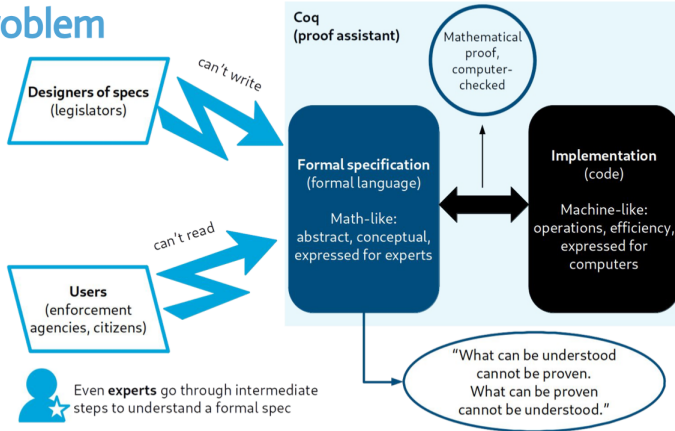 Coq
(proof assistant)
Mathematical
proof,
computer-
checked
Designers of specs
(legislators)
can't write
Formal specification
(formal language)
Math-like:
abstract, conceptual,
expressed for experts
Implementation
(code)
Machine-like:
operations, efficiency,
expressed for
computers
can't read
Users
(enforcement
agencies, citizens)
Even experts go through intermediate
steps to understand a formal spec
“What can be understood
cannot be proven.
What can be proven
cannot be understood.”